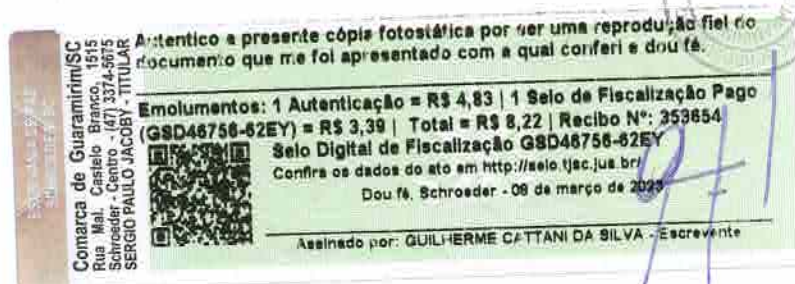 Comarca de Guaramirim/SC
Rua Mal. Castelo Branco, 1515
Schroeder - Centro - (47) 3374-5675
SERGIO PAULO JACOBY - TITULAR
Autentico a presente cópia fotostática por ser uma reprodução fiel do
documento que me foi apresentado com a qual conferi e dou fé.
Emolumentos: 1 Autenticação = R$ 4,83 | 1 Selo de Fiscalização Pago
(GSD46756-62EY) = R$ 3,39 | Total = R$ 8,22 | Recibo Nº: 353654
Selo Digital de Fiscalização GSD46756-62EY
Confira os dados do ato em http://selo.tjsc.jus.br/
Dou fé, Schroeder - 08 de março de 2023
Assinado por: GUILHERME CATTANI DA SILVA - Escrevente